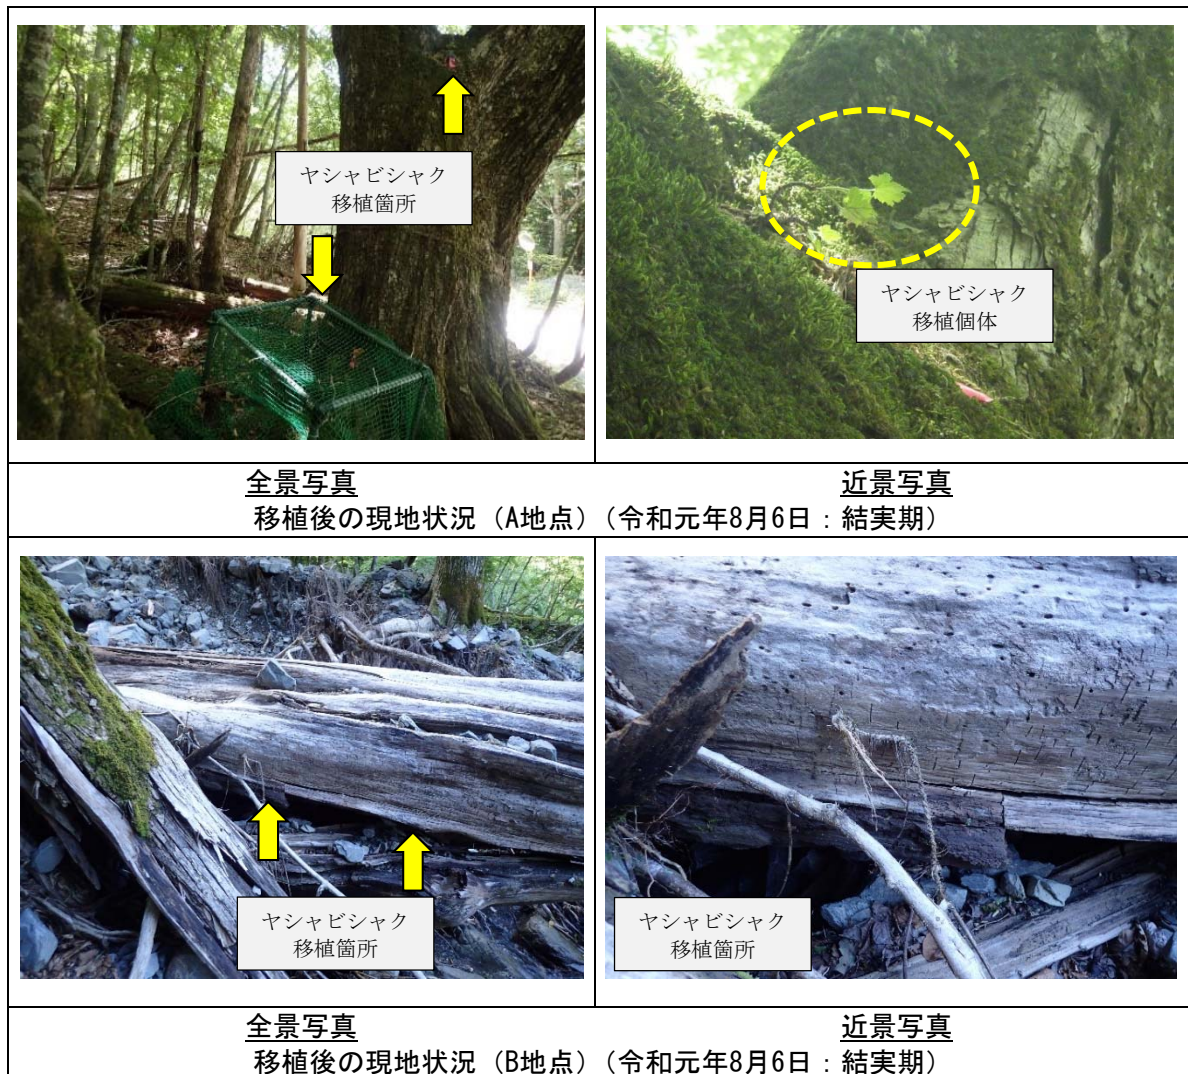 ヤシャビシャク
移植箇所
ヤシャビシャク
移植個体
全景写真
近景写真
移植後の現地状況（A地点）（令和元年8月6日：結実期）
ヤシャビシャク
移植箇所
ヤシャビシャク
移植箇所
全景写真
近景写真
移植後の現地状況（B地点）（令和元年8月6日：結実期）